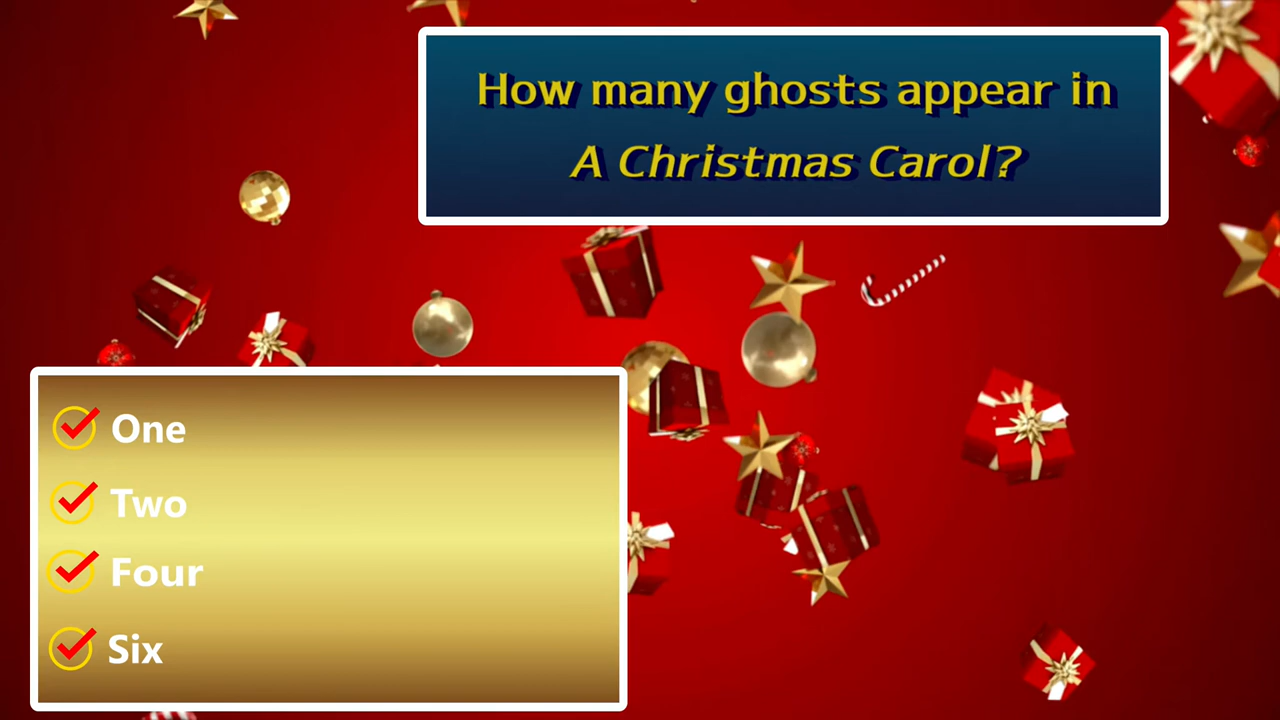 How many ghosts appear in
A Christmas Carol?
One
Two
Four
Six